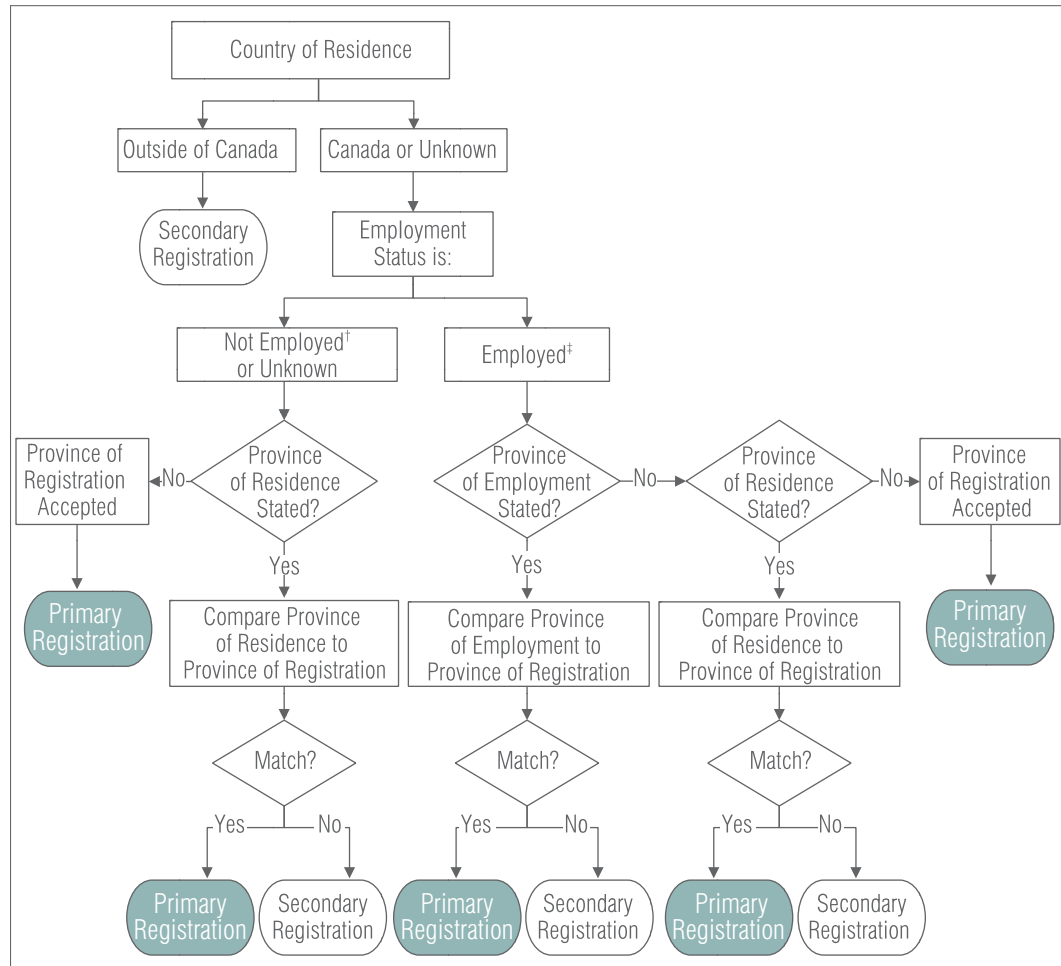 Country of Residence
Outside of Canada
Canada or Unknown
Secondary
Registration
Employment
Status is:
Not Employed†
or Unknown
Employed‡
Province of
Registration
Accepted
No
Province
of Residence
Stated?
Province
of Employment
Stated?
No
Province
of Residence
Stated?
No
Province
of Registration
Accepted
Yes
Yes
Yes
Primary
Registration
Compare Province
of Residence to
Province of Registration
Compare Province
of Employment to
Province of Registration
Compare Province
of Residence to
Province of Registration
Primary
Registration
Match?
Match?
Match?
Yes
No
Yes
No
Yes
No
Primary
Registration
Secondary
Registration
Primary
Registration
Secondary
Registration
Primary
Registration
Secondary
Registration